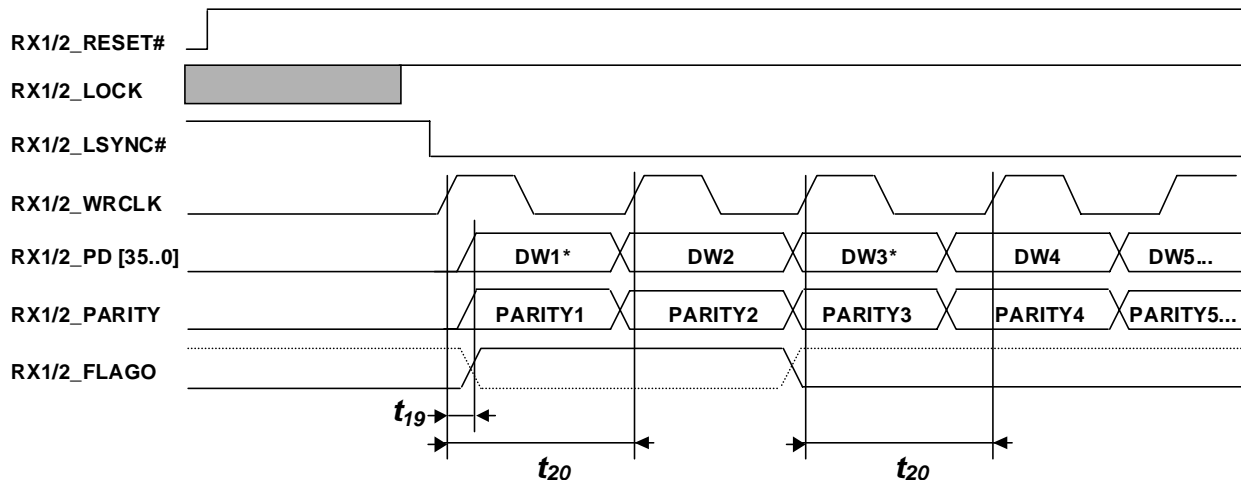 RX1/2_RESET#
RX1/2_LOCK
RX1/2_LSYNC#
RX1/2_WRCLK
RX1/2_PD [35..0] DW1* DW2 DW3* DW4 DW5...
RX1/2_PARITY PARITY1 PARITY2 PARITY3 PARITY4 PARITY5...
RX1/2_FLAGO
t19
t20 t20